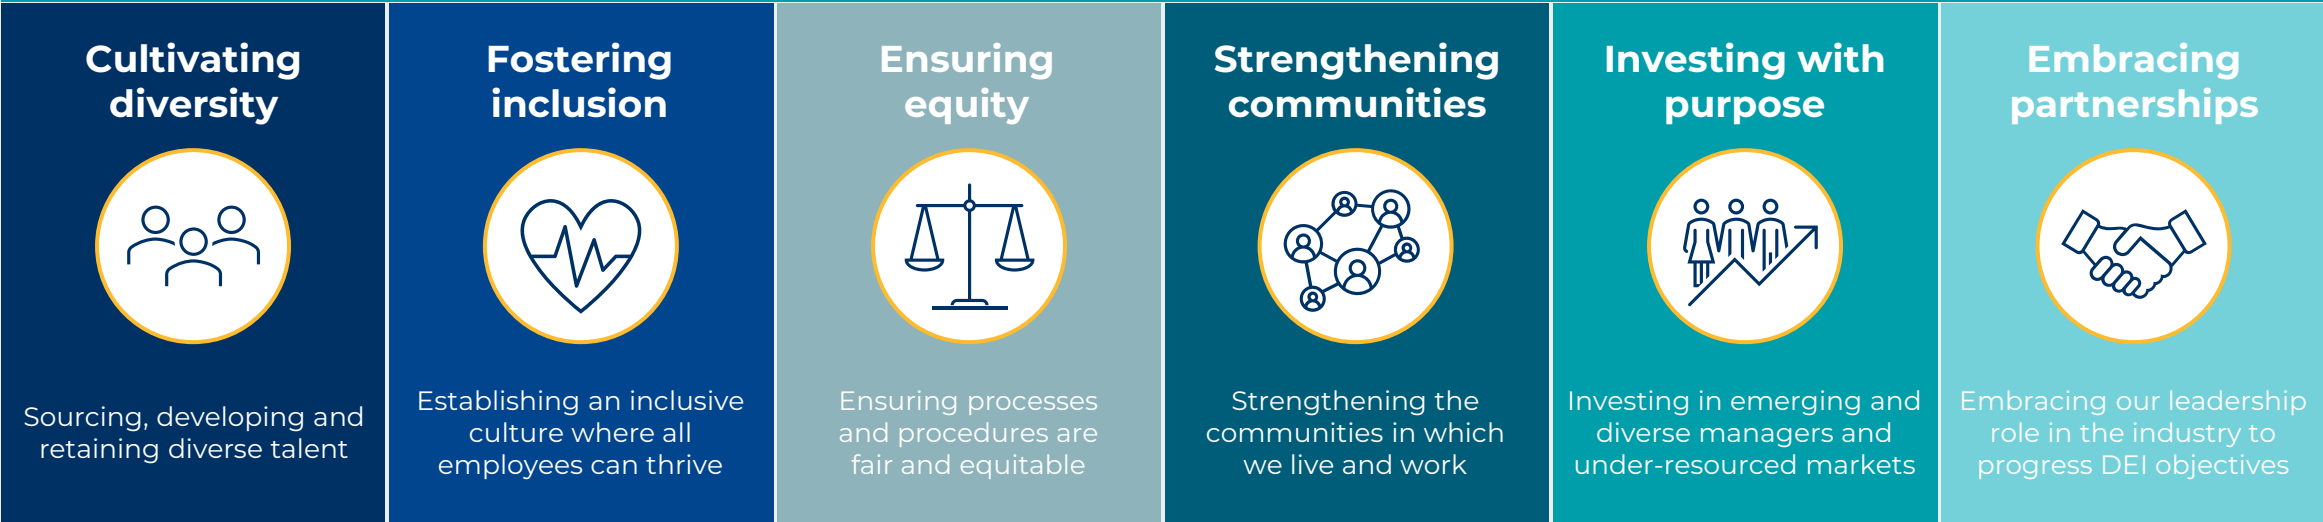 Cultivating
diversity
Sourcing, developing and
retaining diverse talent
Fostering
inclusion
Establishing an inclusive
culture where all
employees can thrive
Ensuring
equity
Ensuring processes
and procedures are
fair and equitable
Strengthening
communities
Strengthening the
communities in which
we live and work
Investing with
purpose
Investing in emerging and
diverse managers and
under-resourced markets
Embracing
partnerships
Embracing our leadership
role in the industry to
progress DEI objectives